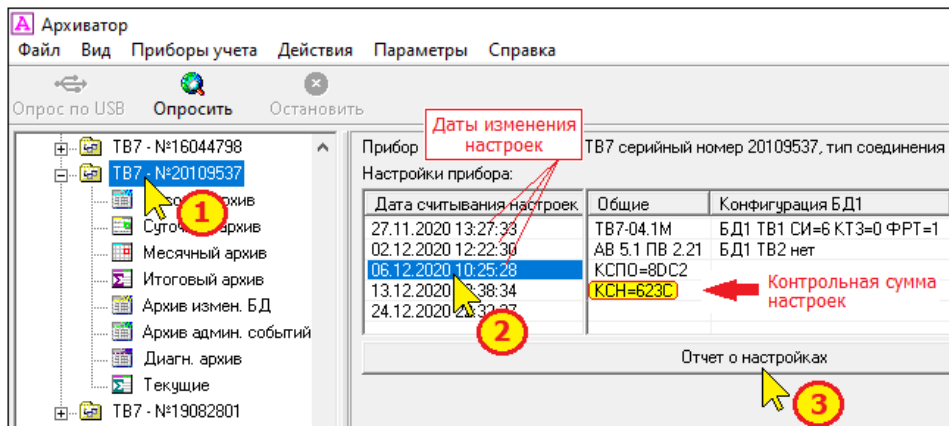 Архиватор
Файл Вид Приборы учета Действия Параметры Справка
Опрос по USB Опросить Остановить
Даты изменения
настроек
ТВ7 - №16044798
ТВ7 - №20109537
архив
архив
Месячный архив
Итоговый архив
Архив измен. БД
Архив админ. событий
Диагн. архив
Текущие
ТВ7 - №19082801
1
Прибор ТВ7 серийный номер 20109537, тип соединения
Настройки прибора:
Дата считывания настроек Общие Конфигурация БД1
27.11.2020 13:27:33 ТВ7-04.1М БД1 ТВ1 СИ=6 КТ3=0 ФРТ=1
02.12.2020 12:22:30 АВ 5.1 ПВ 2.21 БД1 ТВ2 нет
06.12.2020 10:25:28 КСПО=8DC2
13.12.2020 :38:34 КСН=623C
24.12.2020
Контрольная сумма
настроек
2
Отчет о настройках
3